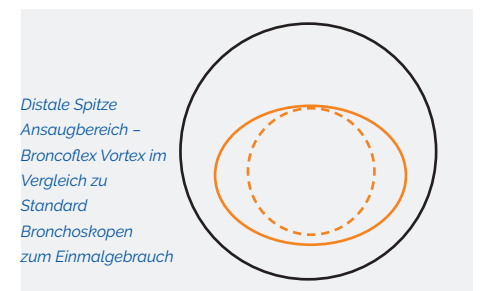 Distale Spitze
Ansaugbereich –
Broncoflex Vortex im
Vergleich zu
Standard
Bronchoskopen
zum Einmalgebrauch